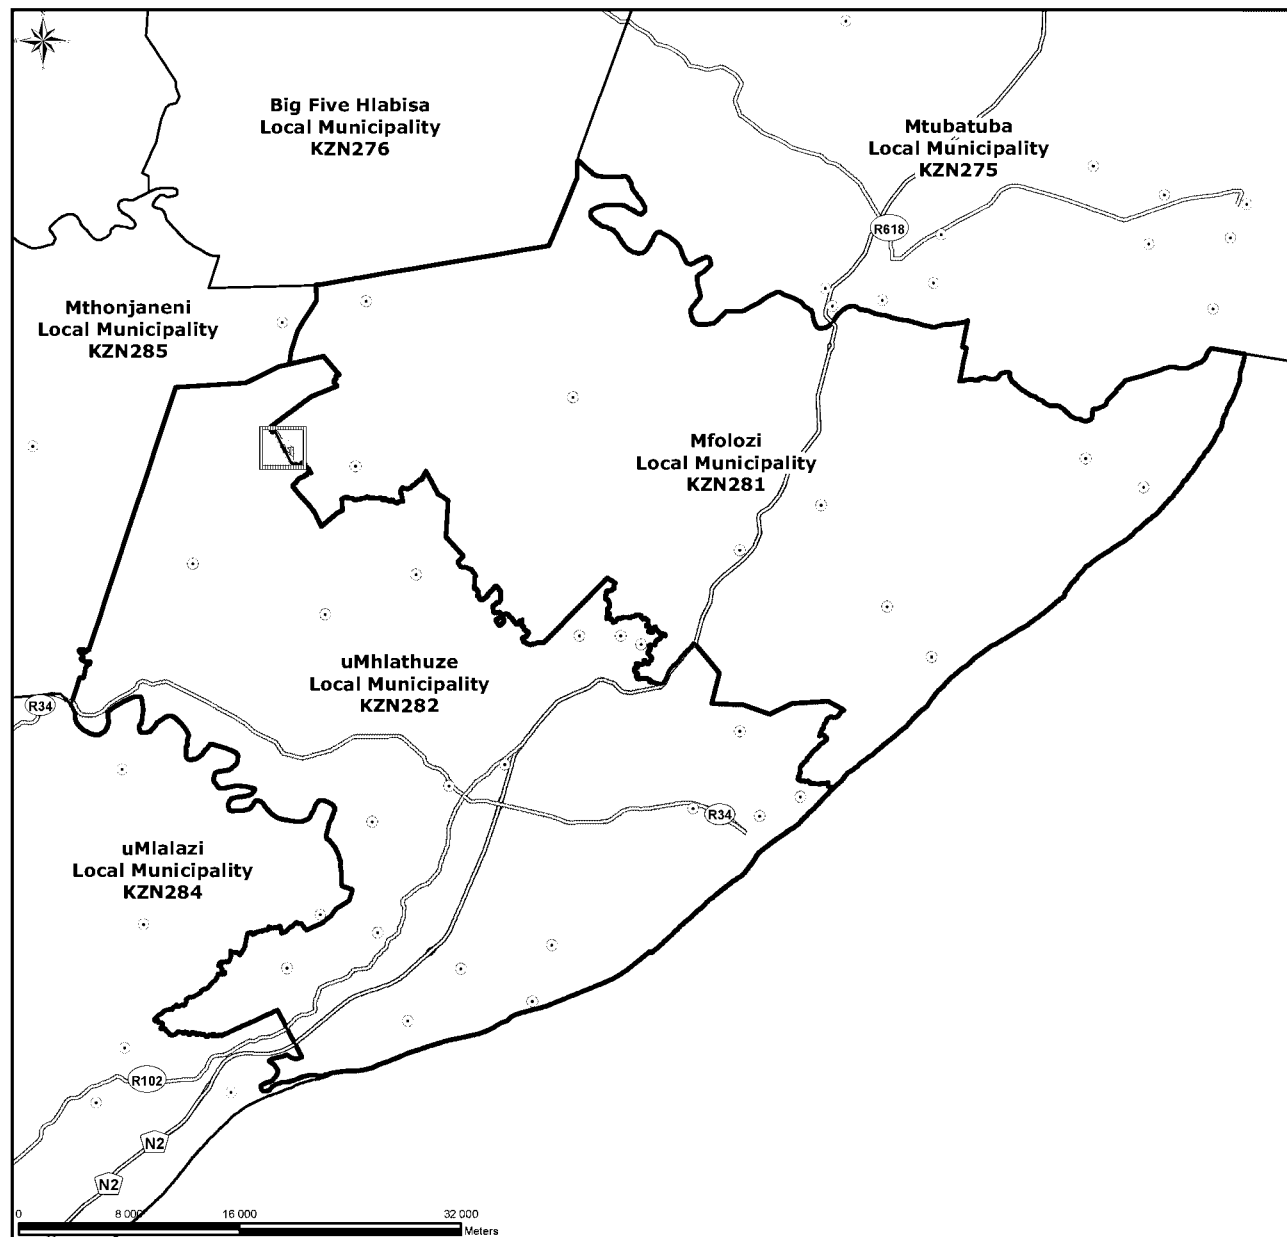 Big Five Hlabisa
Local Municipality
KZN276
Mtubatuba
Local Municipality
KZN275
R618
Mthonjaneni
Local Municipality
KZN285
Mfolozi
Local Municipality
KZN281
uMhlathuze
Local Municipality
KZN282
R34
R34
uMlalazi
Local Municipality
KZN284
R102
N2
N2
0 8 000 16 000 32 000
Meters